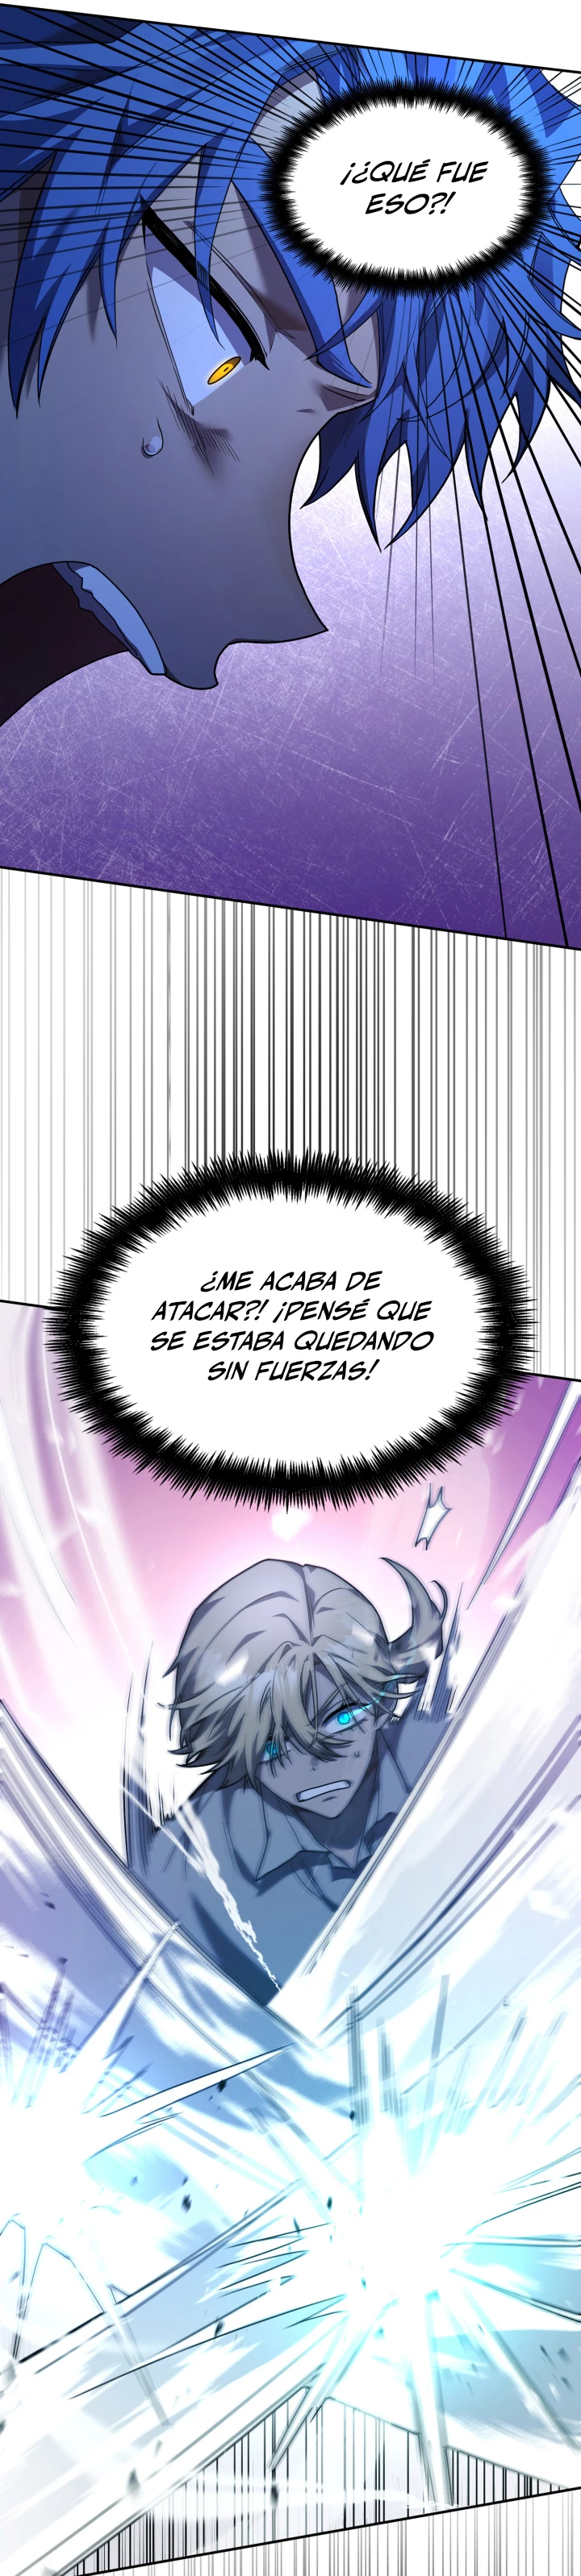 ¡¿QUÉ FUE
ESO?!
¿ME ACABA DE
ATACAR?! ¡PENSÉ QUE
SE ESTABA QUEDANDO
SIN FUERZAS!